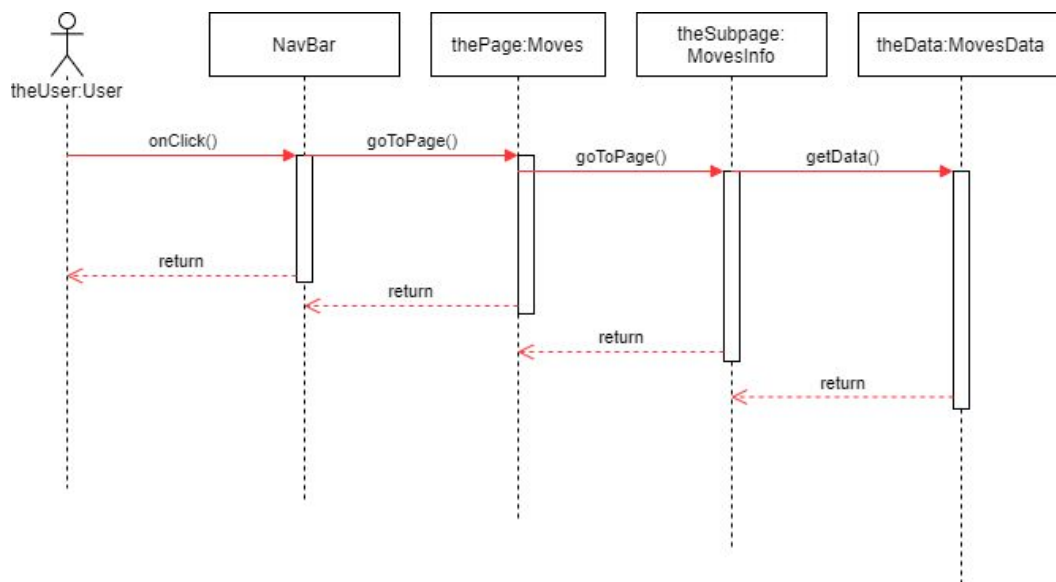 theUser:User
NavBar
thePage:Moves
theSubpage:
MovesInfo
theData:MovesData
onClick()
goToPage()
goToPage()
getData()
return
return
return
return